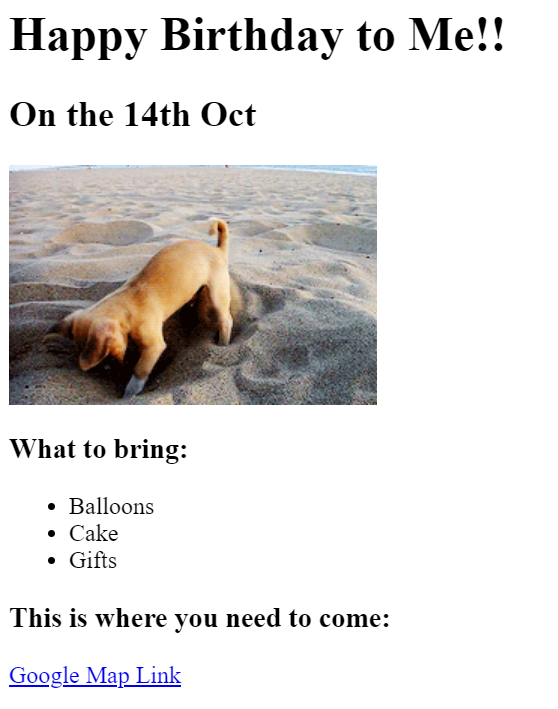 Happy Birthday to Me!!
On the 14th Oct
What to bring:
Balloons
Cake
Gifts
This is where you need to come:
Google Map Link